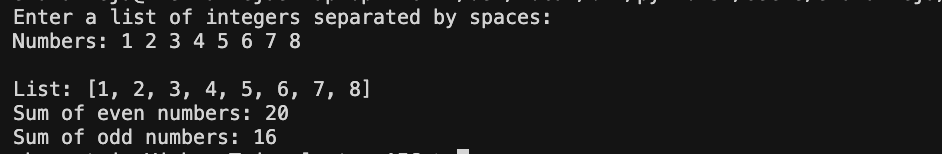 Enter a list of integers separated by spaces:
Numbers: 1 2 3 4 5 6 7 8
List: [1, 2, 3, 4, 5, 6, 7, 8]
Sum of even numbers: 20
Sum of odd numbers: 16